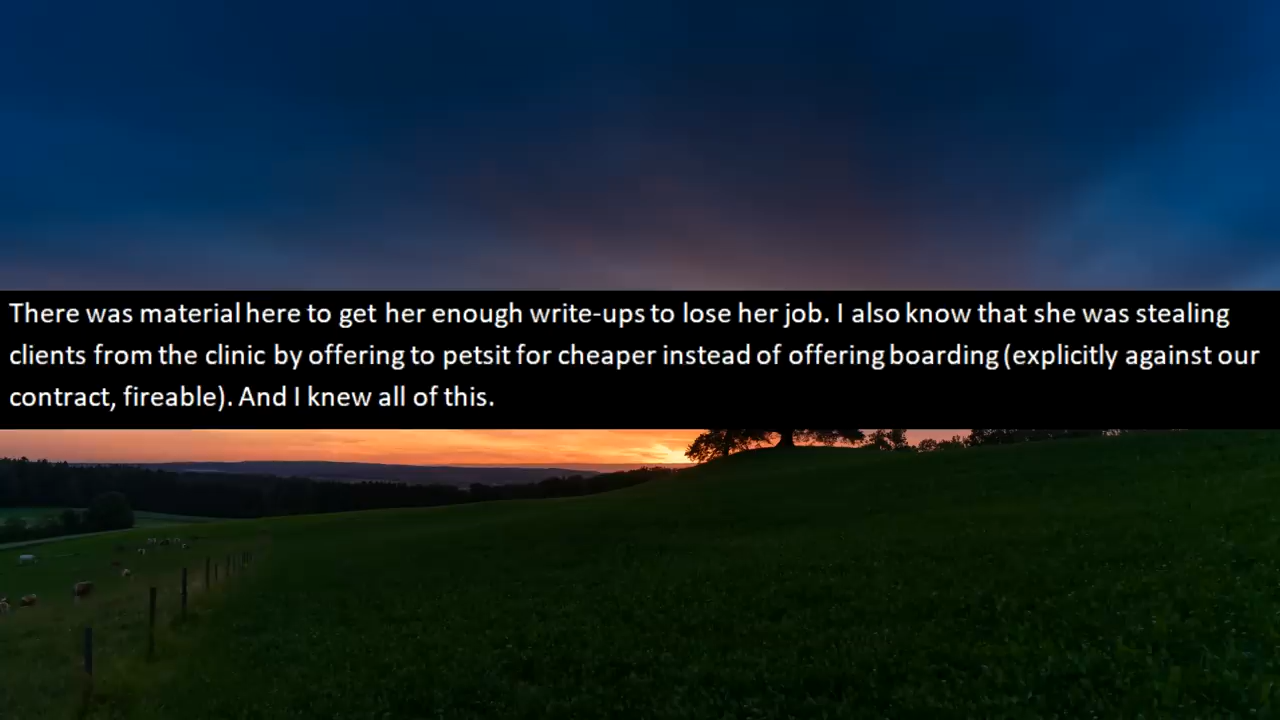 There was material here to get her enough write-ups to lose her job. I also know that she was stealing
clients from the clinic by offering to petsit for cheaper instead of offering boarding (explicitly against our
contract, fireable). And I knew all of this.